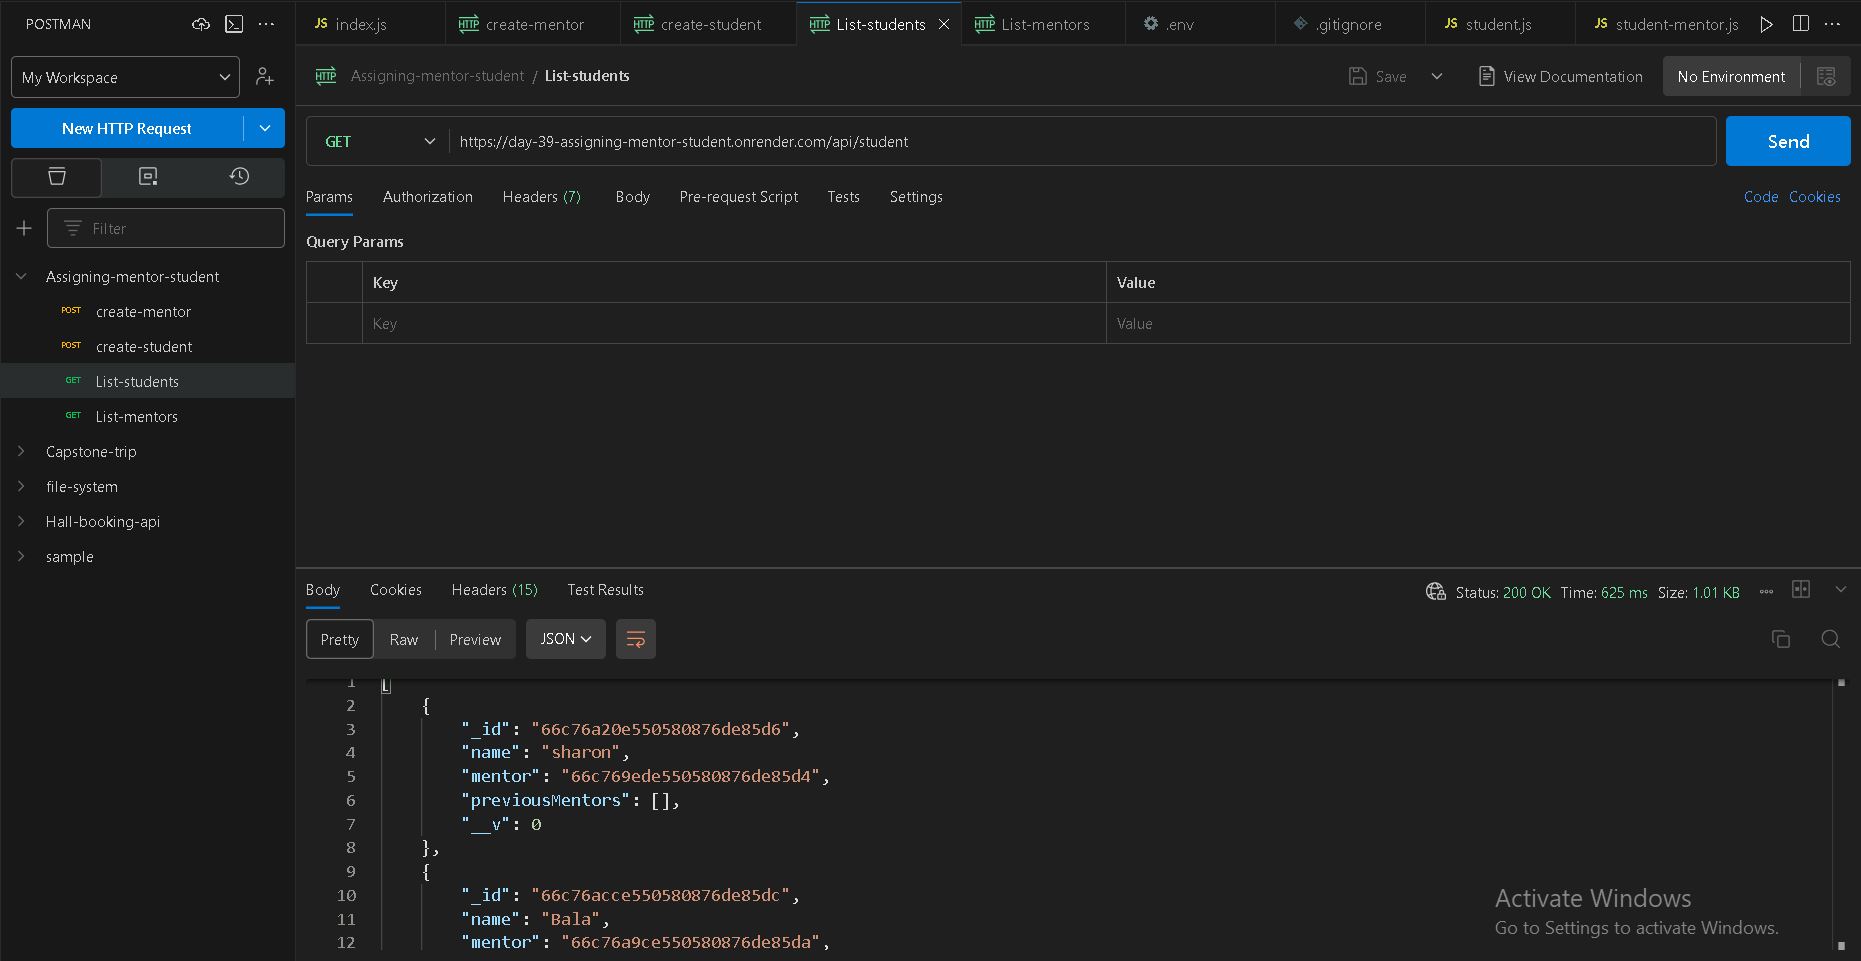 POSTMAN
index.js
create-mentor
create-student
List-students
List-mentors
.env
.gitignore
student.js
student-mentor.js
My Workspace
Assigning-mentor-student / List-students
Save
View Documentation
No Environment
New HTTP Request
GET
https://day-39-assigning-mentor-student.onrender.com/api/student
Send
Params
Authorization
Headers (7)
Body
Pre-request Script
Tests
Settings
Code
Cookies
Filter
Query Params
Key
Value
Key
Value
Assigning-mentor-student
POST create-mentor
POST create-student
GET List-students
GET List-mentors
Capstone-trip
file-system
Hall-booking-api
sample
Body
Cookies
Headers (15)
Test Results
Status: 200 OK Time: 625 ms Size: 1.01 KB
Pretty
Raw
Preview
JSON
1 [
2 {
3 "_id": "66c76a20e550580876de85d6",
4 "name": "sharon",
5 "mentor": "66c769ede550580876de85d4",
6 "previousMentors": [],
7 "__v": 0
8 },
9 {
10 "_id": "66c76acce550580876de85dc",
11 "name": "Bala",
12 "mentor": "66c76a9ce550580876de85da",
Activate Windows
Go to Settings to activate Windows.